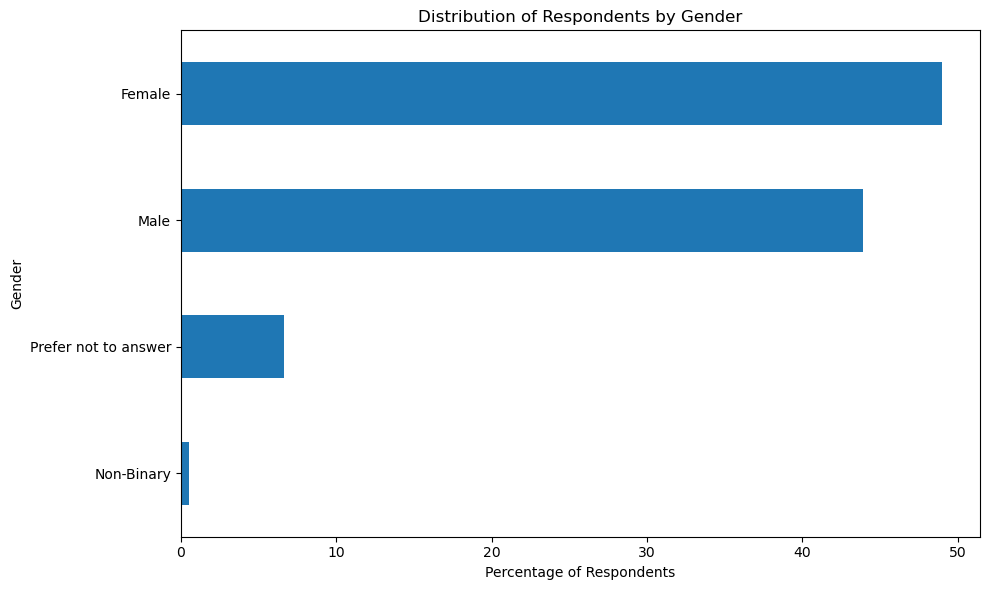 Distribution of Respondents by Gender
Female
Male
Prefer not to answer
Non-Binary
Gender
0 10 20 30 40 50
Percentage of Respondents